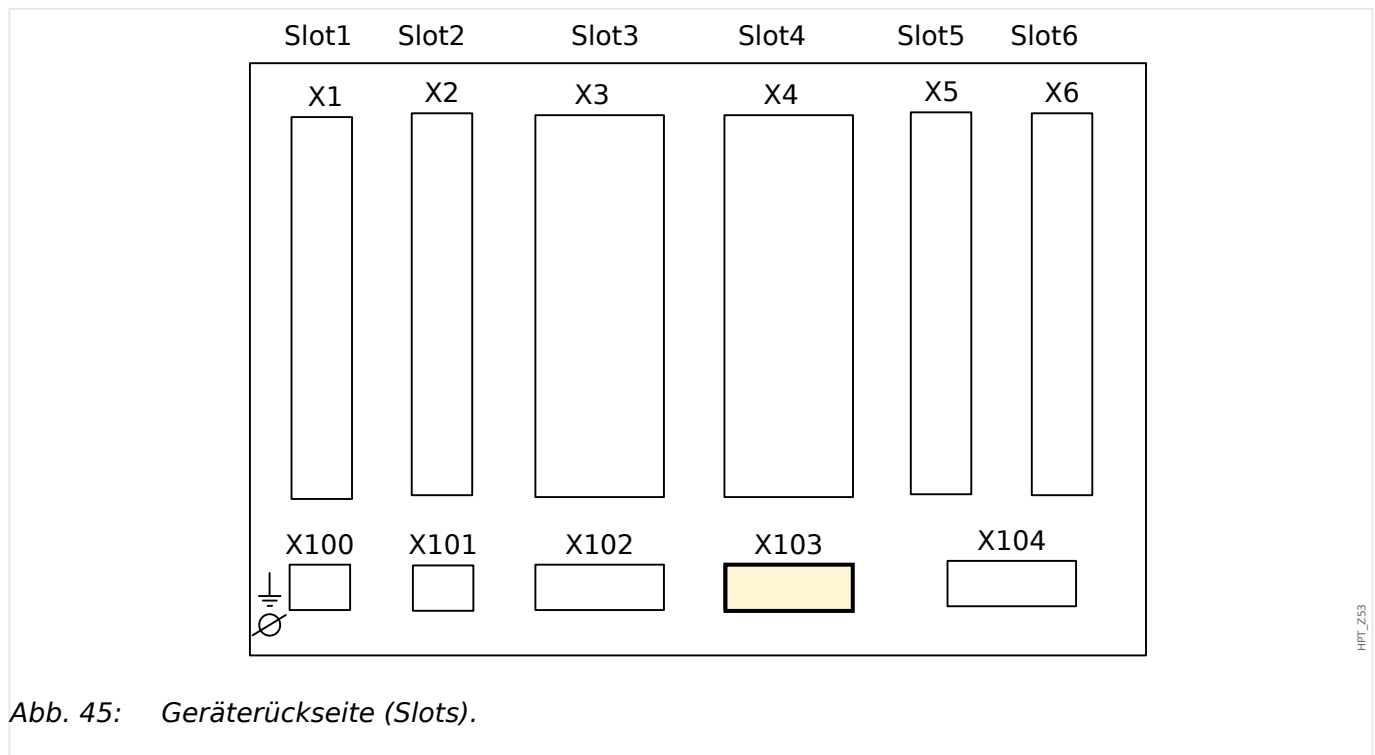 Slot1 Slot2 Slot3 Slot4 Slot5 Slot6
X1 X2 X3 X4 X5 X6
X100 X101 X102 X103 X104
HPT_Z53
Abb. 45: Geräterückseite (Slots).